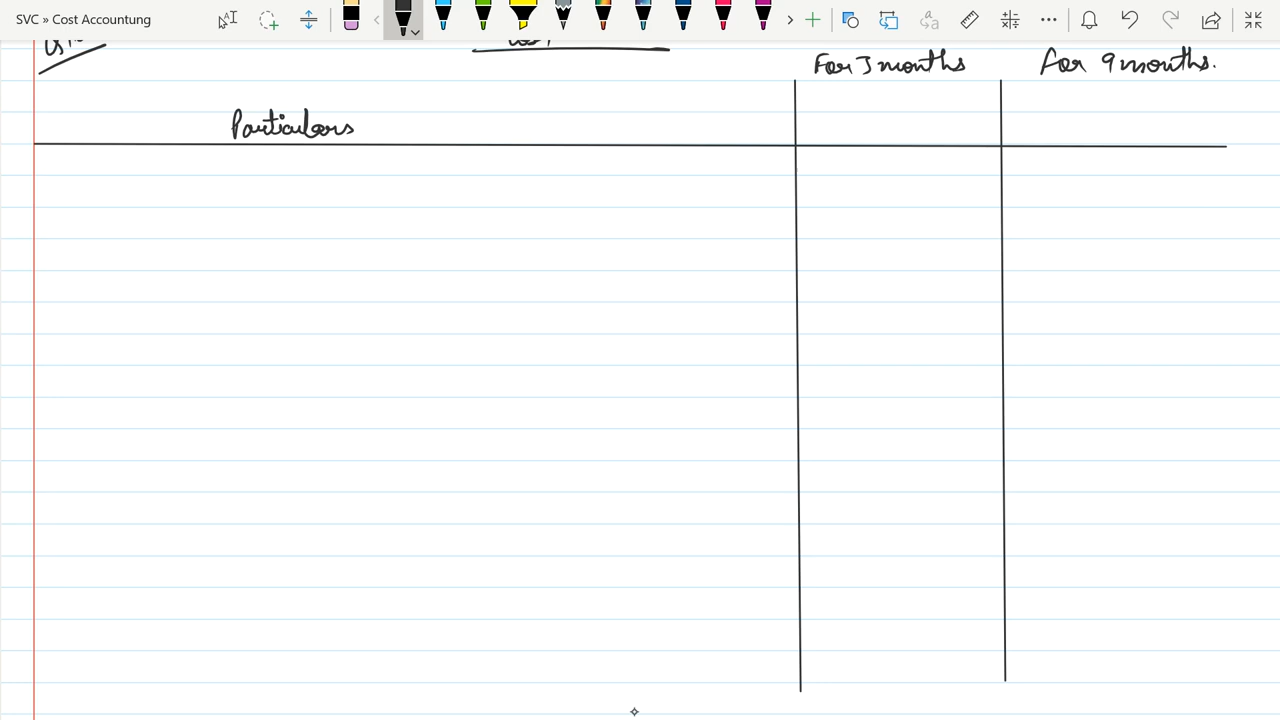 SVC » Cost Accountung
For 3 months
for 9 months.
Particulars